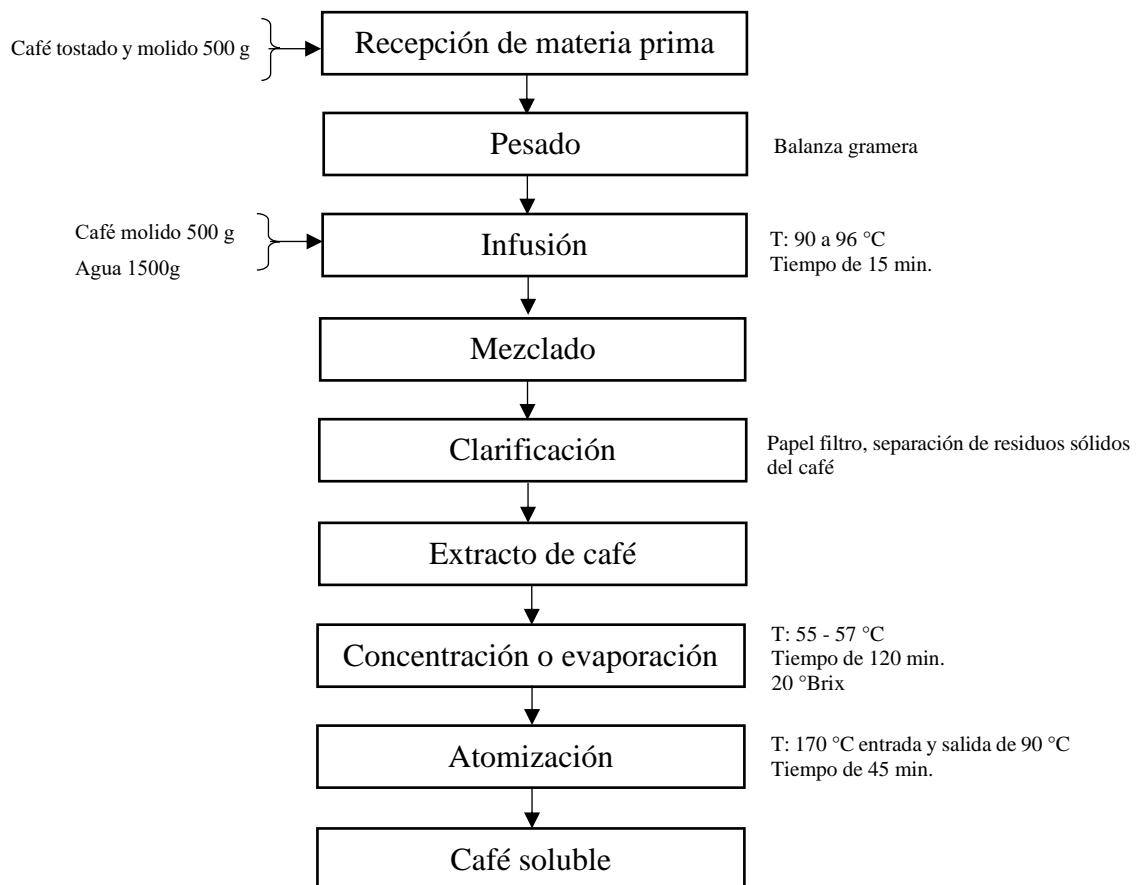 Café tostado y molido 500 g
Recepción de materia prima
Pesado
Balanza gramera
Café molido 500 g
Agua 1500g
Infusión
T: 90 a 96 °C
Tiempo de 15 min.
Mezclado
Clarificación
Papel filtro, separación de residuos sólidos
del café
Extracto de café
Concentración o evaporación
T: 55 - 57 °C
Tiempo de 120 min.
20 °Brix
Atomización
T: 170 °C entrada y salida de 90 °C
Tiempo de 45 min.
Café soluble